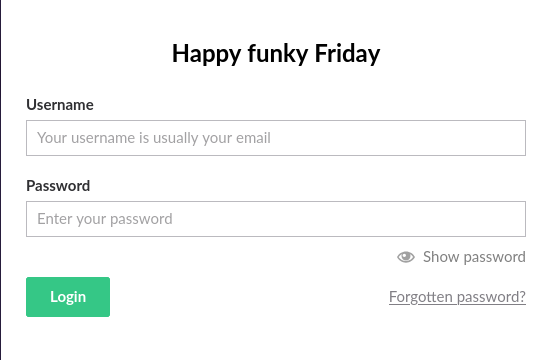 Happy funky Friday
Username
Your username is usually your email
Password
Enter your password
Show password
Login
Forgotten password?